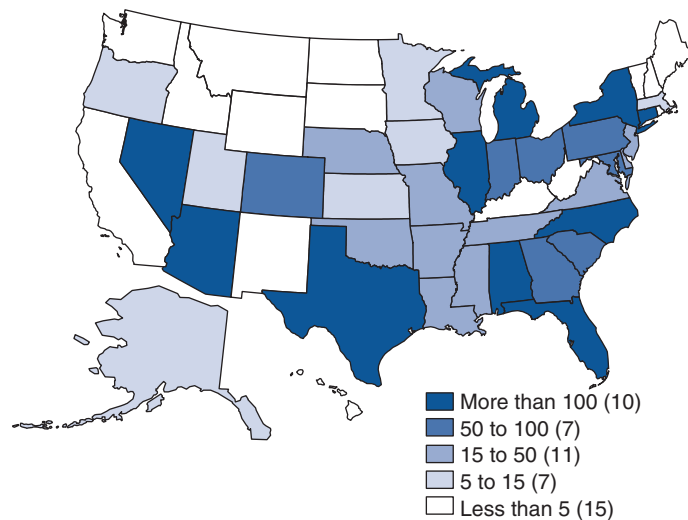 More than 100 (10)
50 to 100 (7)
15 to 50 (11)
5 to 15 (7)
Less than 5 (15)